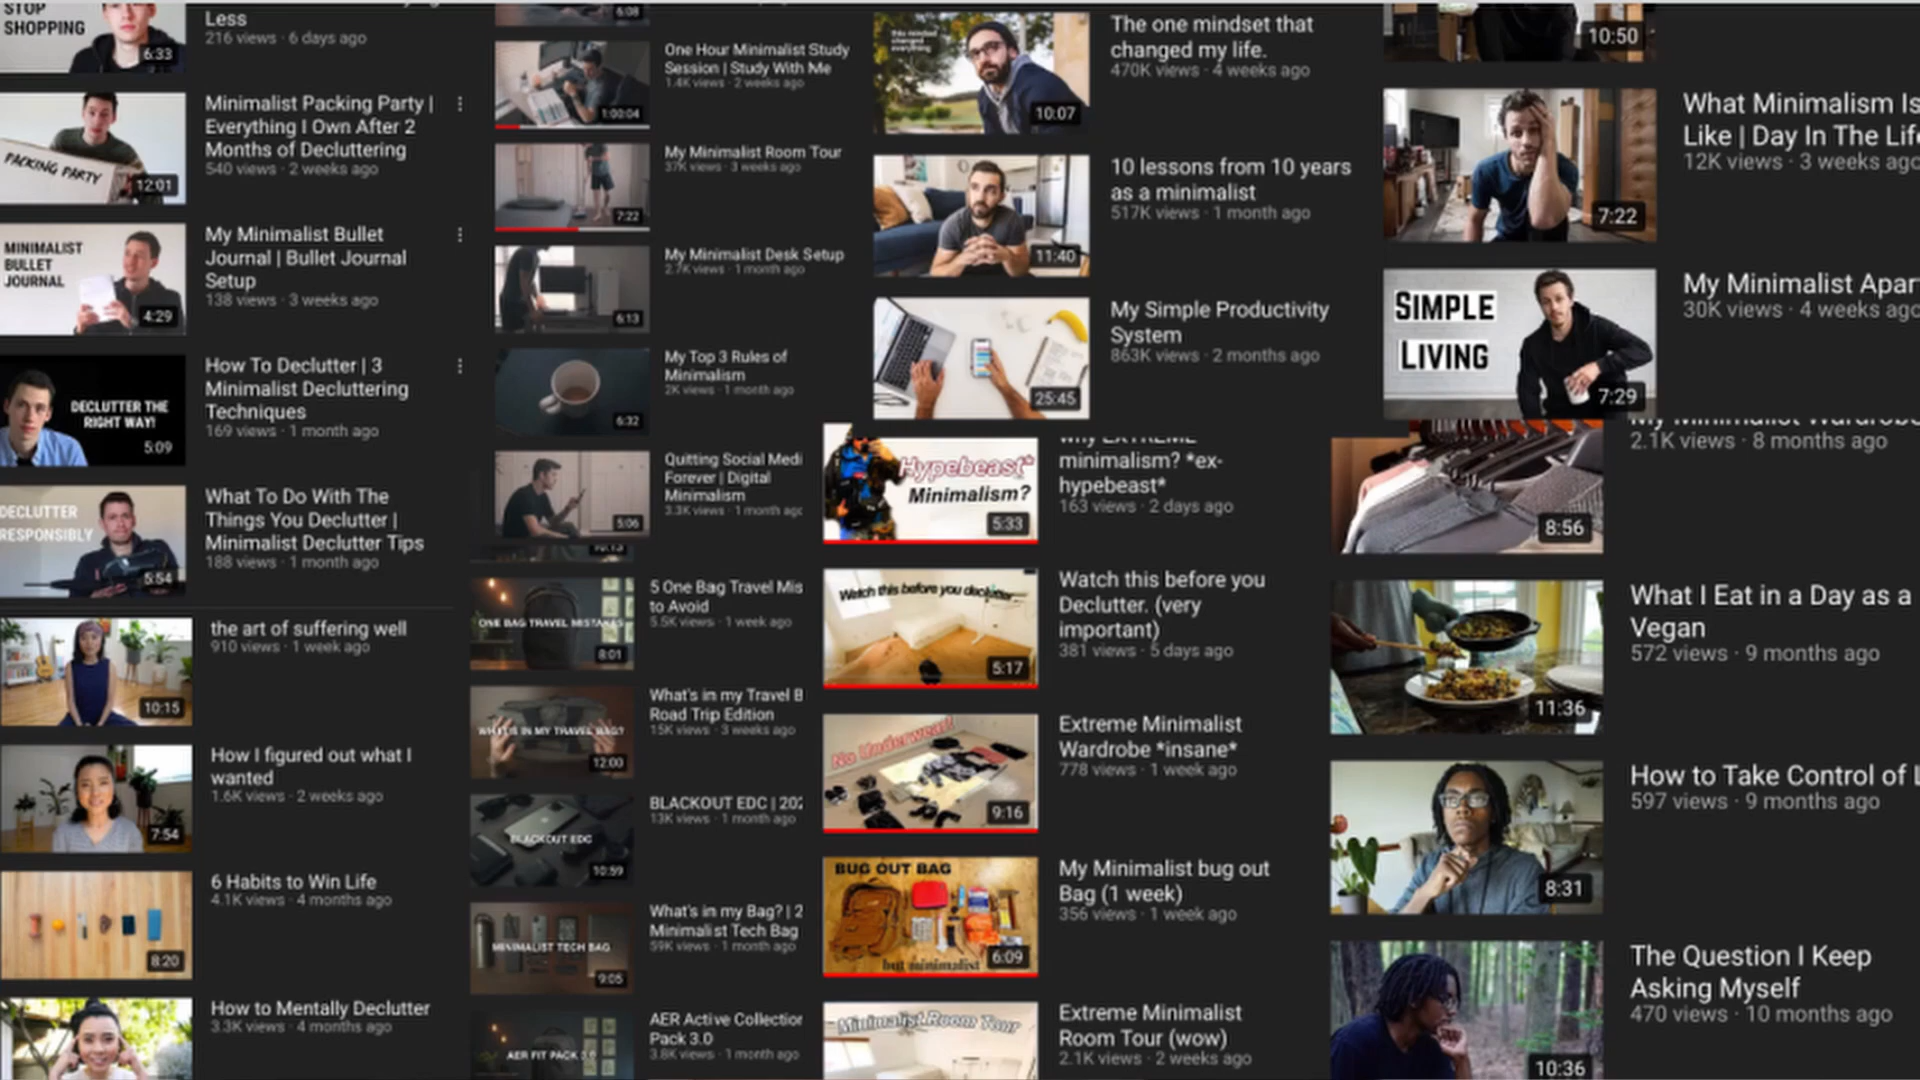 STOP
SHOPPING
6:33
Less
216 views · 6 days ago
PACKING PARTY
12:01
Minimalist Packing Party |
Everything I Own After 2
Months of Decluttering
540 views · 2 weeks ago
MINIMALIST
BULLET
JOURNAL
4:29
My Minimalist Bullet
Journal | Bullet Journal
Setup
138 views · 3 weeks ago
DECLUTTER THE
RIGHT WAY!
5:09
How To Declutter | 3
Minimalist Decluttering
Techniques
169 views · 1 month ago
DECLUTTER
RESPONSIBLY
5:54
What To Do With The
Things You Declutter |
Minimalist Declutter Tips
188 views · 1 month ago
10:15
the art of suffering well
910 views · 1 week ago
7:54
How I figured out what I
wanted
1.6K views · 2 weeks ago
8:20
6 Habits to Win Life
4.1K views · 4 months ago
How to Mentally Declutter
3.3K views · 4 months ago
6:08
1:00:04
One Hour Minimalist Study
Session | Study With Me
1.4K views · 2 weeks ago
7:22
My Minimalist Room Tour
37K views · 3 weeks ago
6:13
My Minimalist Desk Setup
2.7K views · 1 month ago
6:32
My Top 3 Rules of
Minimalism
2K views · 1 month ago
5:06
Quitting Social Medi
Forever | Digital
Minimalism
3.3K views · 1 month ago
ONE BAG TRAVEL MISTAKES
8:01
5 One Bag Travel Mis
to Avoid
5.5K views · 1 week ago
WHAT'S IN MY TRAVEL BAG?
12:00
What's in my Travel B
Road Trip Edition
15K views · 3 weeks ago
BLACKOUT EDC
10:59
BLACKOUT EDC | 202
13K views · 1 month ago
MINIMALIST TECH BAG
9:05
What's in my Bag? | 2
Minimalist Tech Bag
59K views · 1 month ago
AER FIT PACK 3.0
AER Active Collection
Pack 3.0
3.8K views · 1 month ago
this mindset
changed
everything
10:07
The one mindset that
changed my life.
470K views · 4 weeks ago
11:40
10 lessons from 10 years
as a minimalist
517K views · 1 month ago
25:45
My Simple Productivity
System
863K views · 2 months ago
Hypebeast*
Minimalism?
5:33
why EXTREME
minimalism? *ex-
hypebeast*
163 views · 2 days ago
Watch this before you declutter
5:17
Watch this before you
Declutter. (very
important)
381 views · 5 days ago
No Underwear!
9:16
Extreme Minimalist
Wardrobe *insane*
778 views · 1 week ago
BUG OUT BAG
but minimalist
6:09
My Minimalist bug out
Bag (1 week)
356 views · 1 week ago
Minimalist Room Tour
Extreme Minimalist
Room Tour (wow)
2.1K views · 2 weeks ago
10:50
7:22
What Minimalism Is
Like | Day In The Life
12K views · 3 weeks ago
SIMPLE
LIVING
7:29
My Minimalist Apar
30K views · 4 weeks ago
8:56
My Minimalist Wardrobe
2.1K views · 8 months ago
11:36
What I Eat in a Day as a
Vegan
572 views · 9 months ago
8:31
How to Take Control of L
597 views · 9 months ago
10:36
The Question I Keep
Asking Myself
470 views · 10 months ago